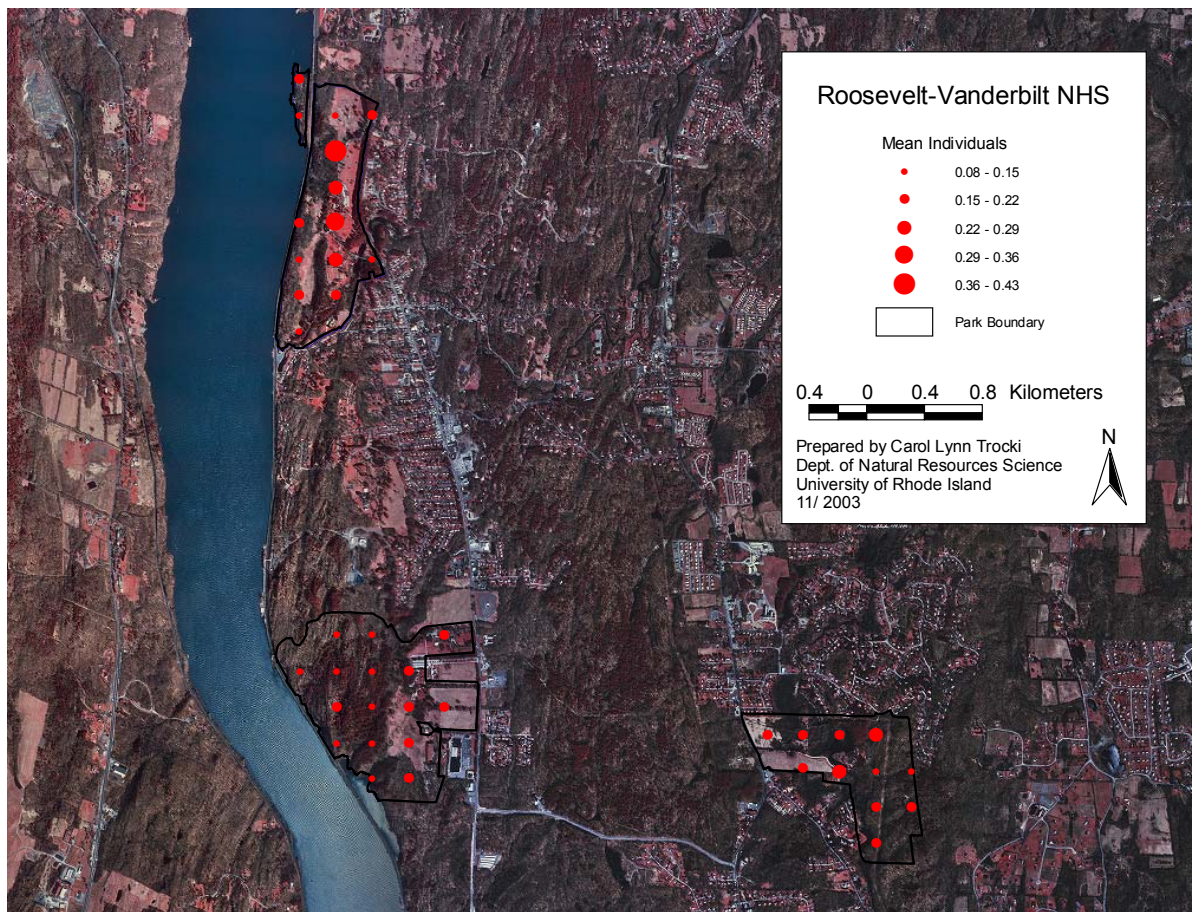 Roosevelt-Vanderbilt NHS
Mean Individuals
0.08 - 0.15
0.15 - 0.22
0.22 - 0.29
0.29 - 0.36
0.36 - 0.43
Park Boundary
0.4 0 0.4 0.8 Kilometers
Prepared by Carol Lynn Trocki
Dept. of Natural Resources Science
University of Rhode Island
11/ 2003
N